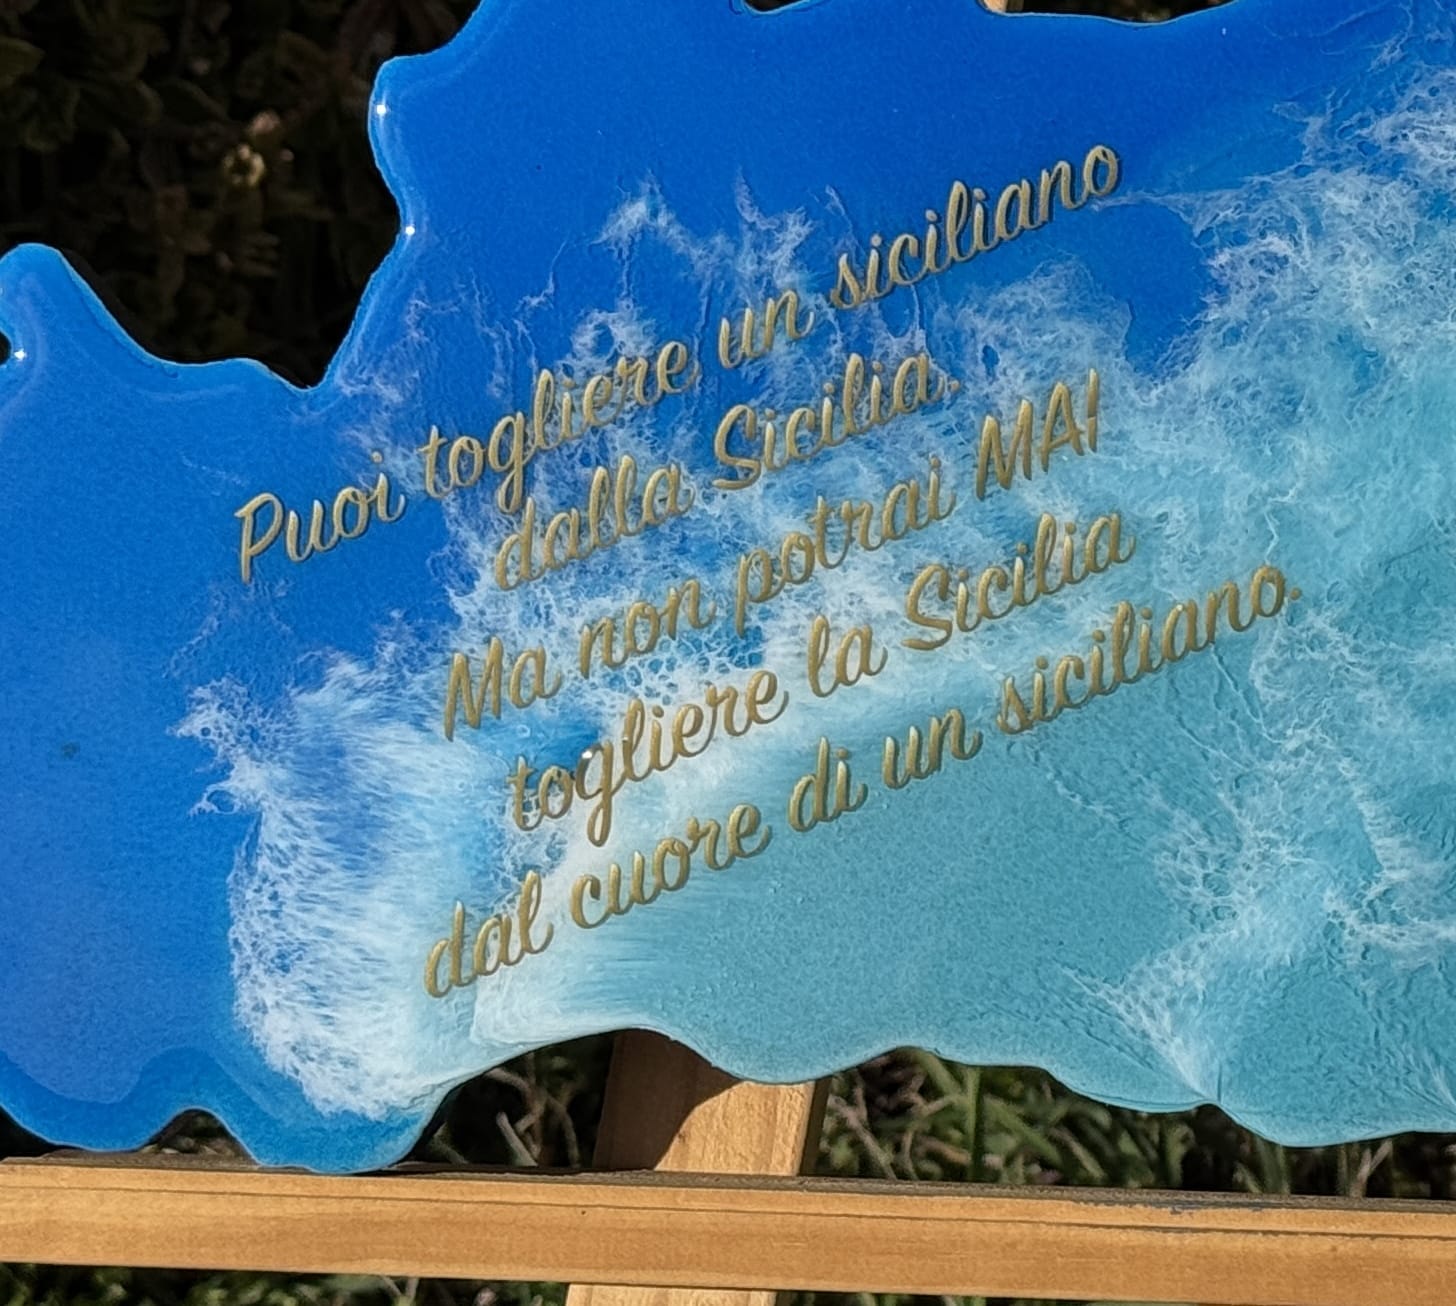 Puoi togliere un siciliano
dalla Sicilia.
Ma non potrai MAI
togliere la Sicilia
dal cuore di un siciliano.